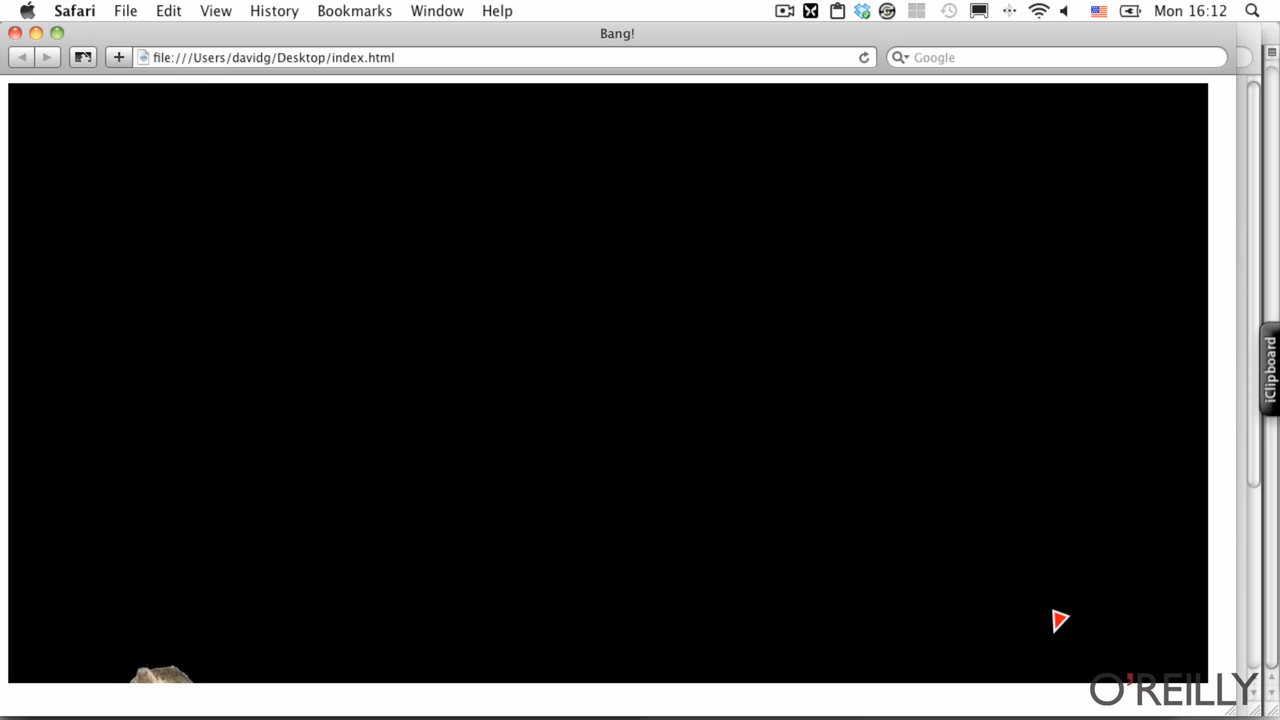 Safari File Edit View History Bookmarks Window Help Mon 16:12
Bang!
file:///Users/davidg/Desktop/index.html Google
iClipboard
O'REILLY